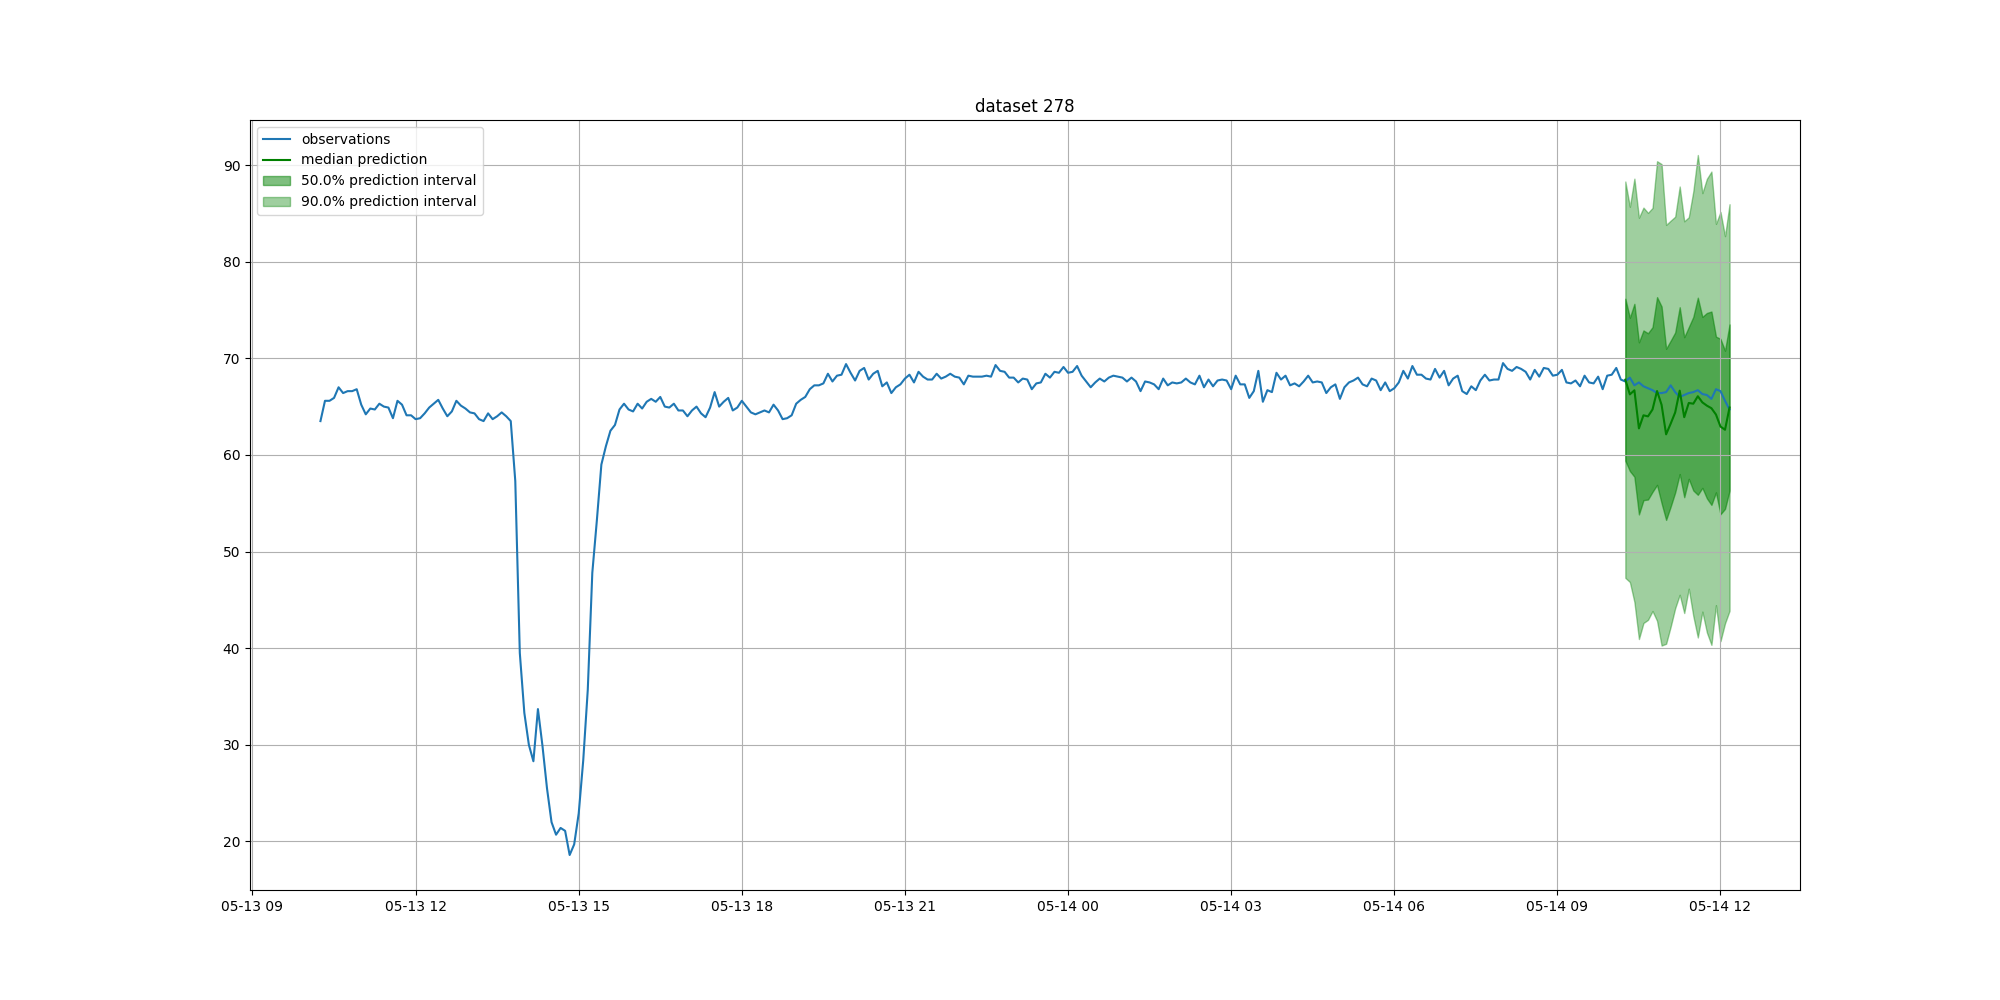 dataset 278
observations
median prediction
50.0% prediction interval
90.0% prediction interval
90
80
70
60
50
40
30
20
05-13 09 05-13 12 05-13 15 05-13 18 05-13 21 05-14 00 05-14 03 05-14 06 05-14 09 05-14 12